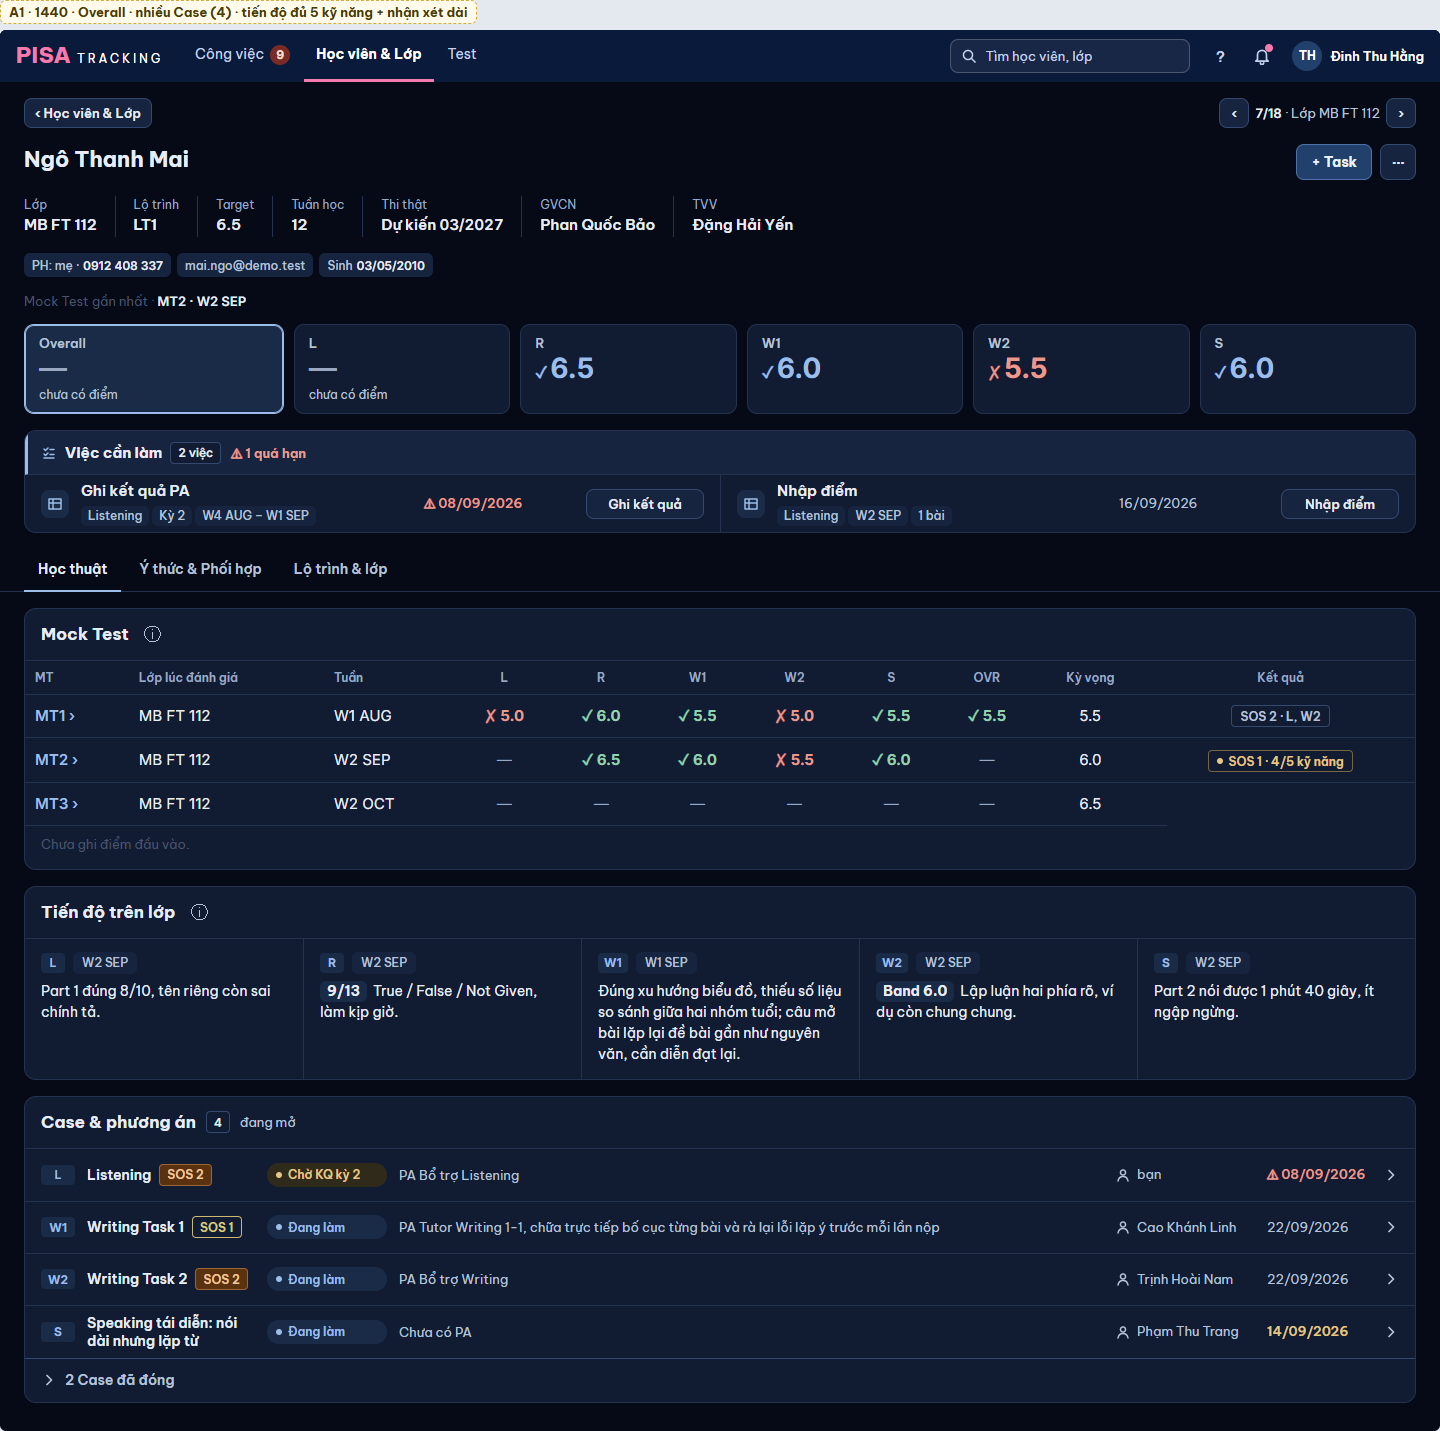 A1 · 1440 · Overall · nhiều Case (4) · tiến độ đủ 5 kỹ năng + nhận xét dài
PISA TRACKING Công việc 9 Học viên & Lớp Test Tìm học viên, lớp ? TH Đinh Thu Hằng
‹ Học viên & Lớp ‹ 7/18 · Lớp MB FT 112 ›
Ngô Thanh Mai + Task ...
Lớp Lộ trình Target Tuần học Thi thật GVCN TVV
MB FT 112 LT1 6.5 12 Dự kiến 03/2027 Phan Quốc Bảo Đặng Hải Yến
PH: mẹ · 0912 408 337 mai.ngo@demo.test Sinh 03/05/2010
Mock Test gần nhất · MT2 · W2 SEP
Overall L R W1 W2 S
— — ✓6.5 ✓6.0 ✗5.5 ✓6.0
chưa có điểm chưa có điểm
Việc cần làm 2 việc ⚠ 1 quá hạn
Ghi kết quả PA ⚠ 08/09/2026 Ghi kết quả Nhập điểm 16/09/2026 Nhập điểm
Listening Kỳ 2 W4 AUG – W1 SEP Listening W2 SEP 1 bài
Học thuật Ý thức & Phối hợp Lộ trình & lớp
Mock Test ⓘ
MT Lớp lúc đánh giá Tuần L R W1 W2 S OVR Kỳ vọng Kết quả
MT1 › MB FT 112 W1 AUG ✗ 5.0 ✓ 6.0 ✓ 5.5 ✗ 5.0 ✓ 5.5 ✓ 5.5 5.5 SOS 2 · L, W2
MT2 › MB FT 112 W2 SEP — ✓ 6.5 ✓ 6.0 ✗ 5.5 ✓ 6.0 — 6.0 • SOS 1 · 4/5 kỹ năng
MT3 › MB FT 112 W2 OCT — — — — — — 6.5
Chưa ghi điểm đầu vào.
Tiến độ trên lớp ⓘ
L W2 SEP R W2 SEP W1 W1 SEP W2 W2 SEP S W2 SEP
Part 1 đúng 8/10, tên riêng còn sai
chính tả.
9/13 True / False / Not Given,
làm kịp giờ.
Đúng xu hướng biểu đồ, thiếu số liệu
so sánh giữa hai nhóm tuổi; câu mở
bài lặp lại đề bài gần như nguyên
văn, cần diễn đạt lại.
Band 6.0 Lập luận hai phía rõ, ví
dụ còn chung chung.
Part 2 nói được 1 phút 40 giây, ít
ngập ngừng.
Case & phương án 4 đang mở
L Listening SOS 2 • Chờ KQ kỳ 2 PA Bổ trợ Listening bạn ⚠ 08/09/2026 ›
W1 Writing Task 1 SOS 1 • Đang làm PA Tutor Writing 1-1, chữa trực tiếp bố cục từng bài và rà lại lỗi lặp ý trước mỗi lần nộp Cao Khánh Linh 22/09/2026 ›
W2 Writing Task 2 SOS 2 • Đang làm PA Bổ trợ Writing Trịnh Hoài Nam 22/09/2026 ›
S Speaking tái diễn: nói
dài nhưng lặp từ • Đang làm Chưa có PA Phạm Thu Trang 14/09/2026 ›
› 2 Case đã đóng